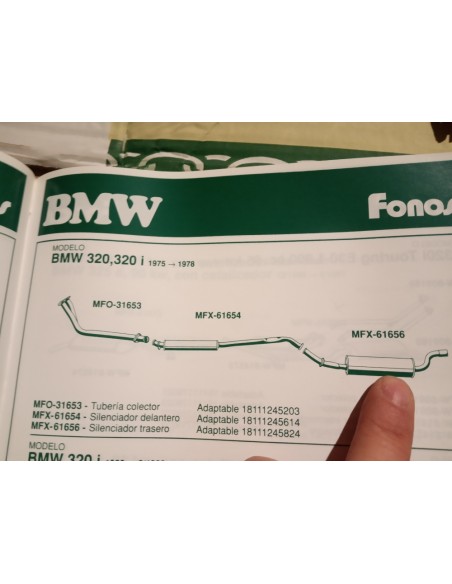 BMW Fonos
MODELO
BMW 320,320 i 1975 → 1978
MFO-31653
MFX-61654
MFX-61656
MFO-31653 - Tubería colector Adaptable 18111245203
MFX-61654 - Silenciador delantero Adaptable 18111245614
MFX-61656 - Silenciador trasero Adaptable 18111245824
MODELO
BMW 320 i